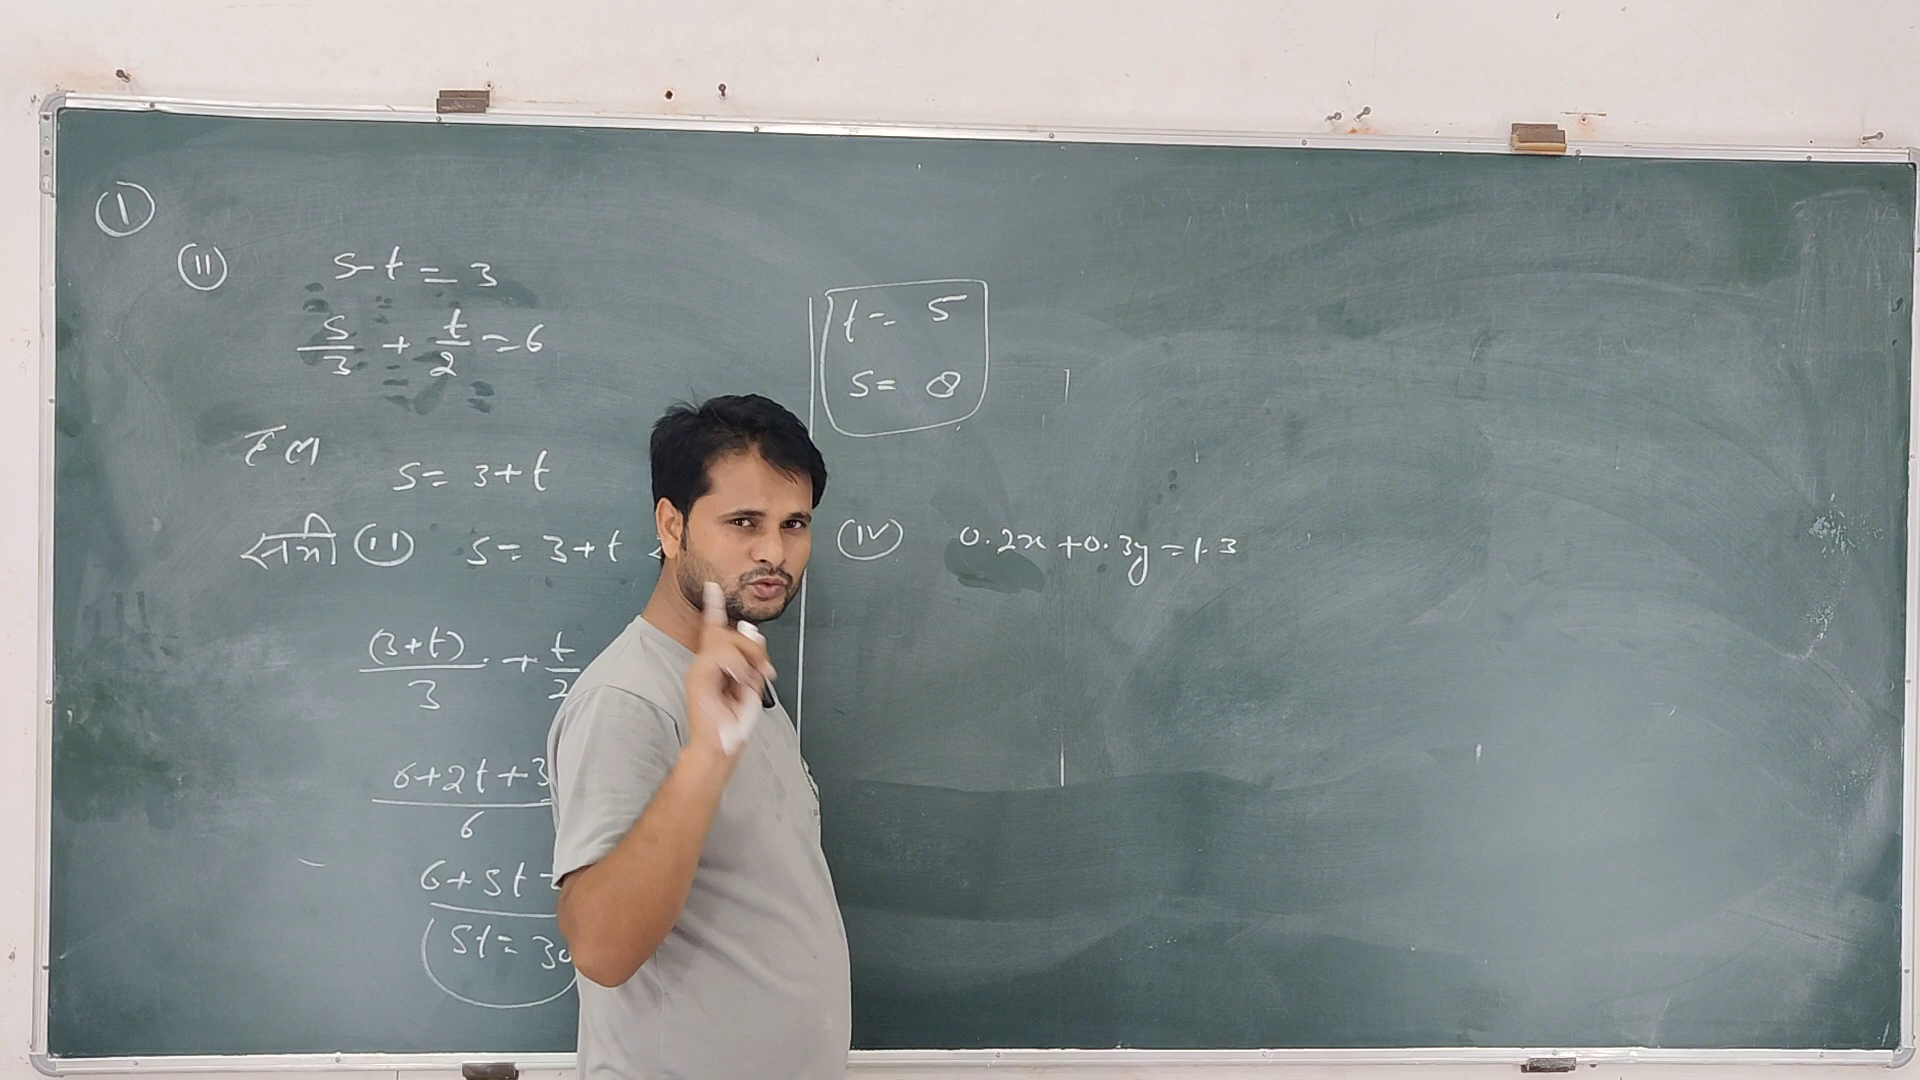 (I)
(II) s-t=3
s/3 + t/2 = 6
हल
s= 3+t
समी (II) s= 3+t
(3+t)/3 + t/2
6+2t+3
6
6+5t
5t= 30
t= 5
s= 8
(IV) 0.2x+0.3y=1.3